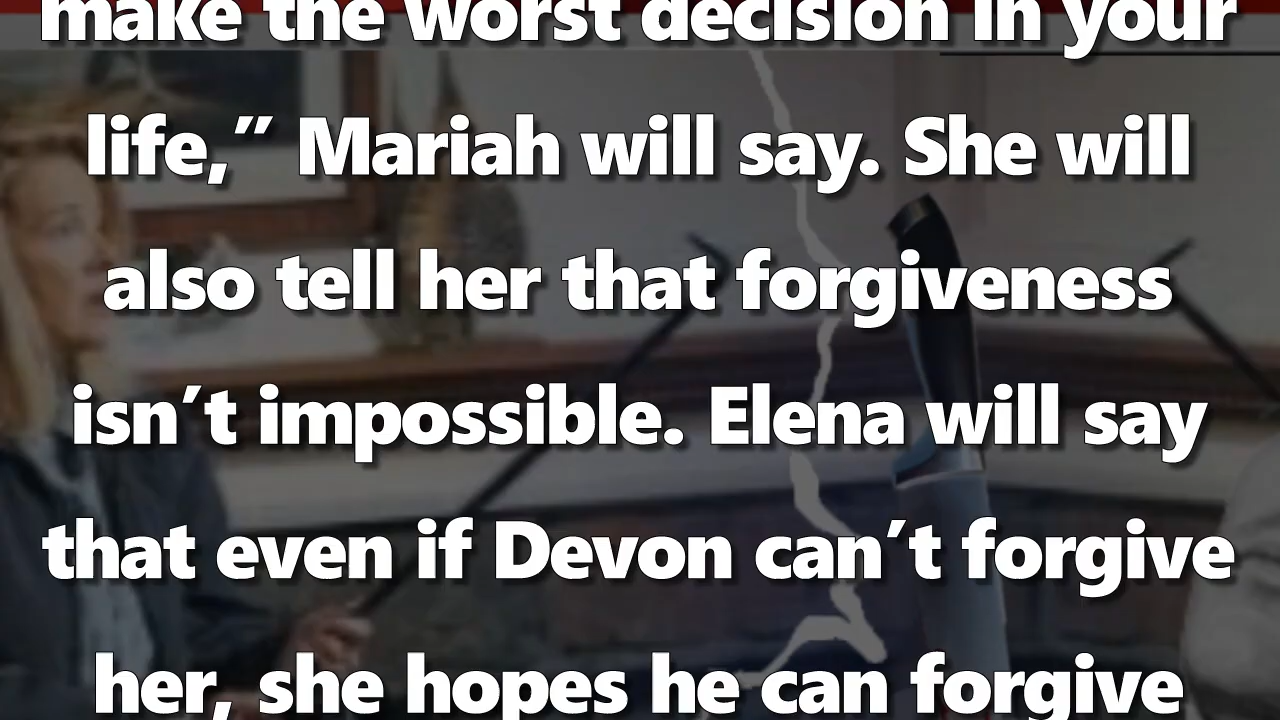 make the worst decision in your
life,” Mariah will say. She will
also tell her that forgiveness
isn´t impossible. Elena will say
that even if Devon can´t forgive
her, she hopes he can forgive